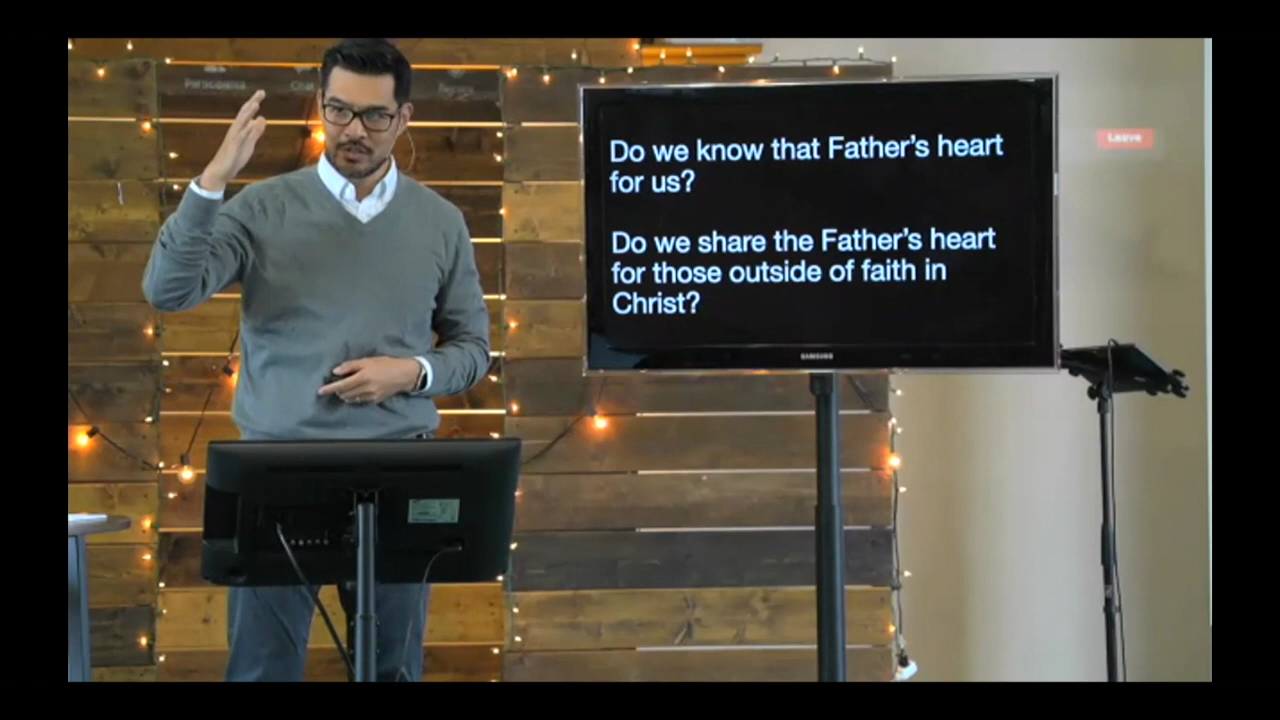 Do we know that Father's heart
for us?
Do we share the Father's heart
for those outside of faith in
Christ?
SAMSUNG
Leave